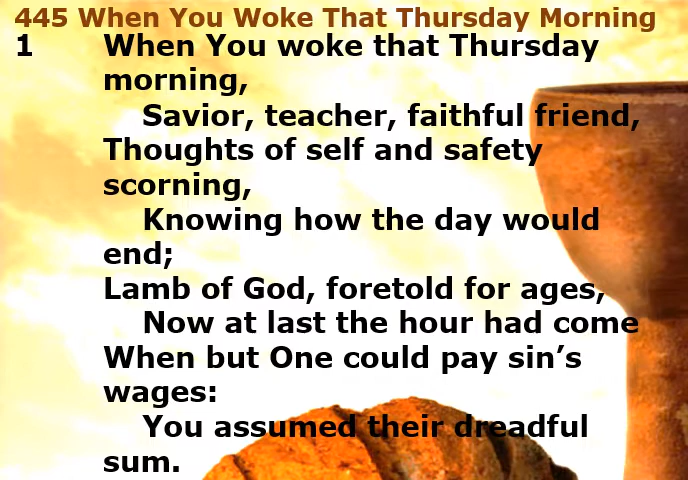 445 When You Woke That Thursday Morning
1 When You woke that Thursday
morning,
Savior, teacher, faithful friend,
Thoughts of self and safety
scorning,
Knowing how the day would
end;
Lamb of God, foretold for ages,
Now at last the hour had come
When but One could pay sin’s
wages:
You assumed their dreadful
sum.